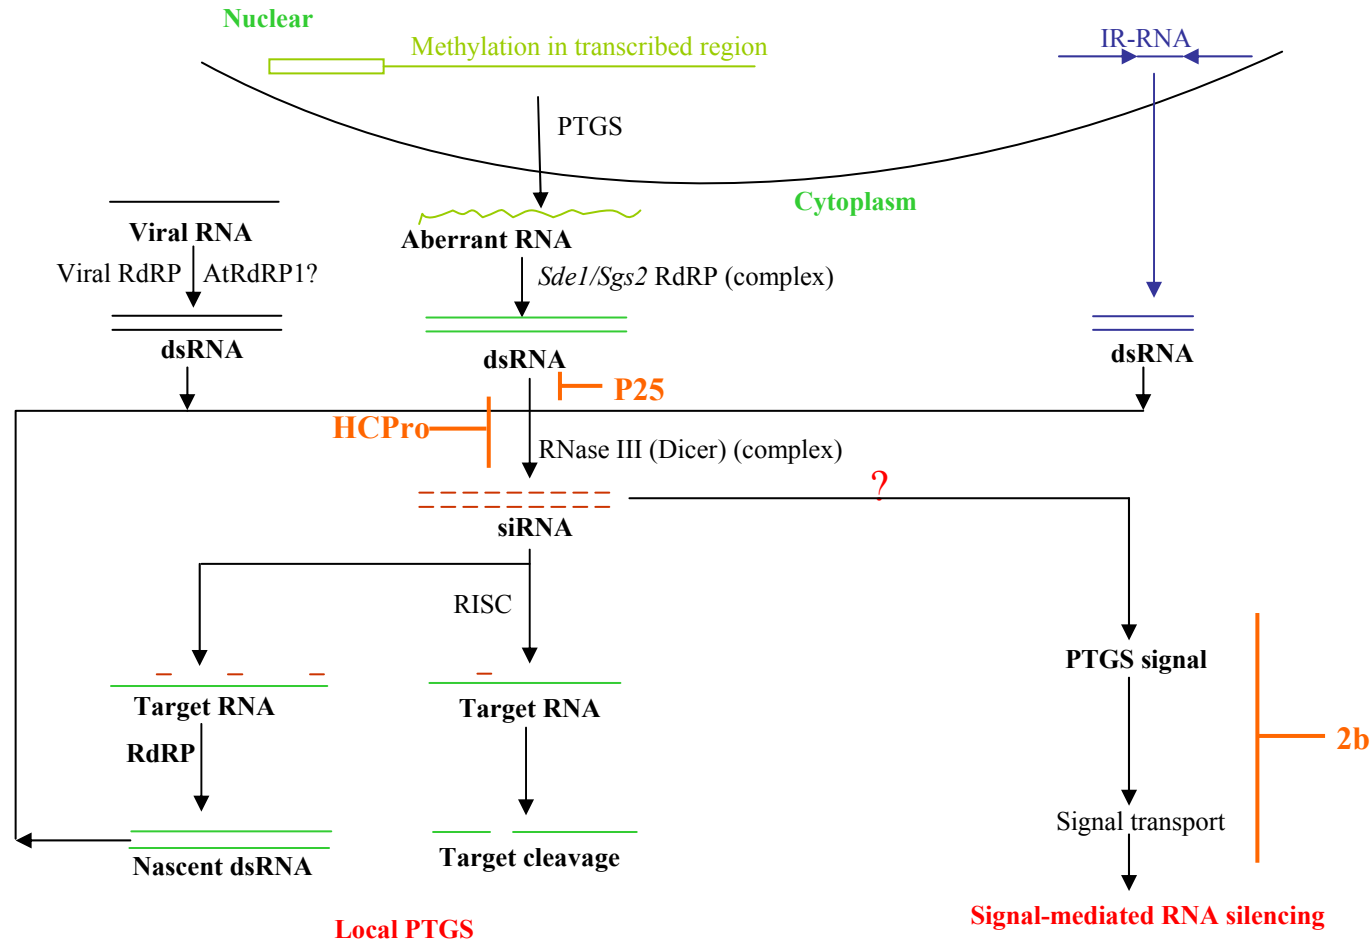 Nuclear
Methylation in transcribed region
IR-RNA
PTGS
Cytoplasm
Viral RNA
Aberrant RNA
Viral RdRP AtRdRP1?
Sde1/Sgs2 RdRP (complex)
dsRNA
dsRNA
dsRNA
P25
HCPro
RNase III (Dicer) (complex)
?
siRNA
RISC
PTGS signal
Target RNA
Target RNA
RdRP
2b
Signal transport
Nascent dsRNA
Target cleavage
Signal-mediated RNA silencing
Local PTGS